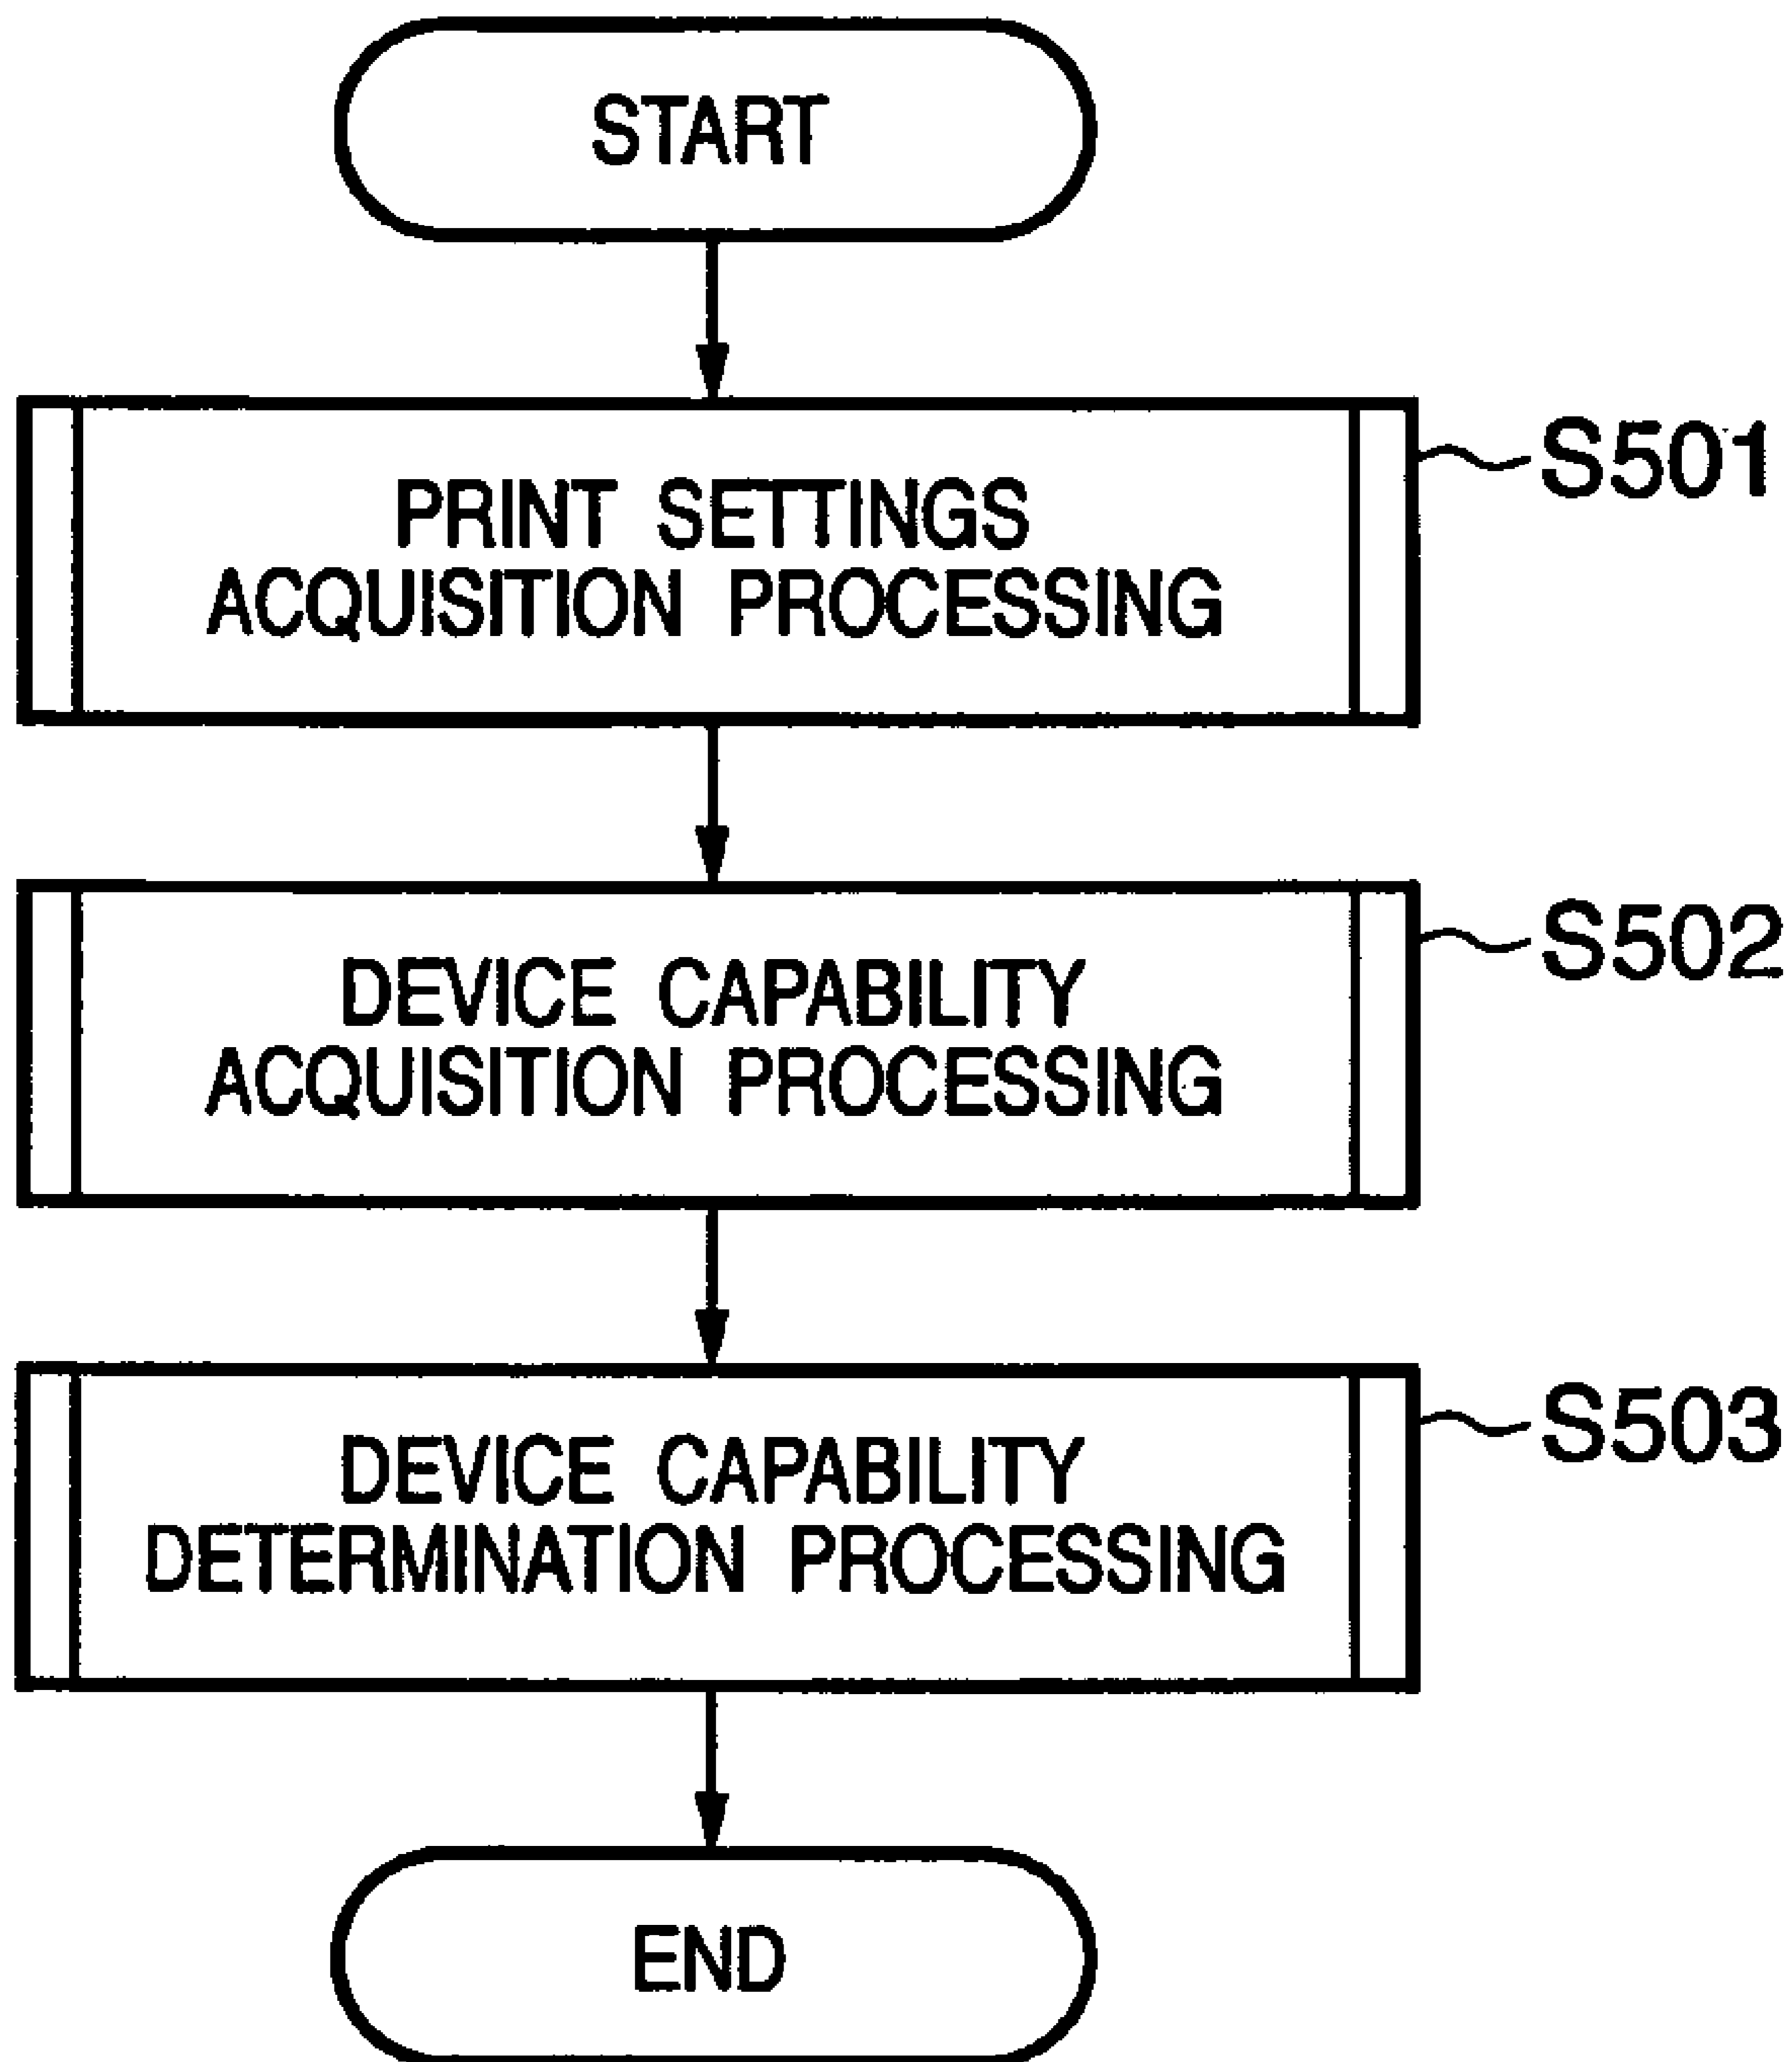 START
PRINT SETTINGS
ACQUISITION PROCESSING
S501
DEVICE CAPABILITY
ACQUISITION PROCESSING
S502
DEVICE CAPABILITY
DETERMINATION PROCESSING
S503
END